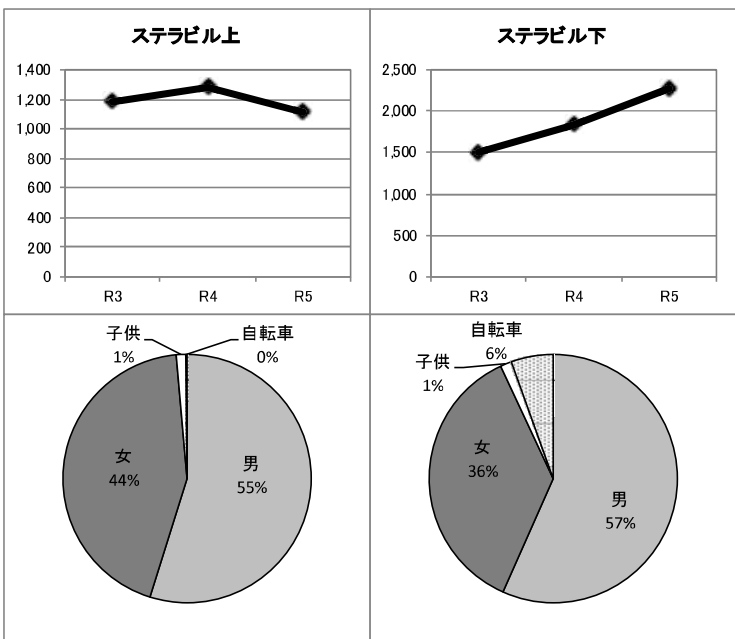 ステラビル上
1,400
1,200
1,000
800
600
400
200
0
R3 R4 R5
ステラビル下
2,500
2,000
1,500
1,000
500
0
R3 R4 R5
子供
1%
自転車
0%
女
44%
男
55%
自転車
6%
子供
1%
女
36%
男
57%